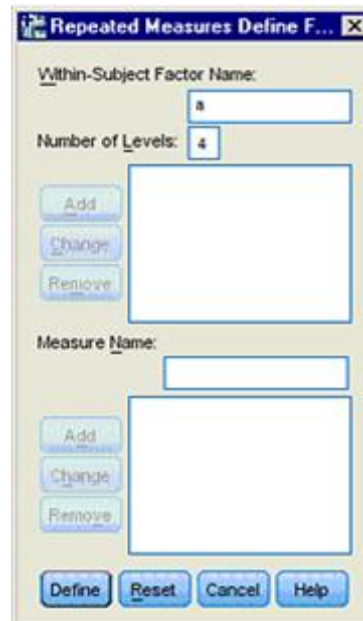 Repeated Measures Define F...
Within-Subject Factor Name:
a
Number of Levels: 4
Add
Change
Remove
Measure Name:
Add
Change
Remove
Define Reset Cancel Help